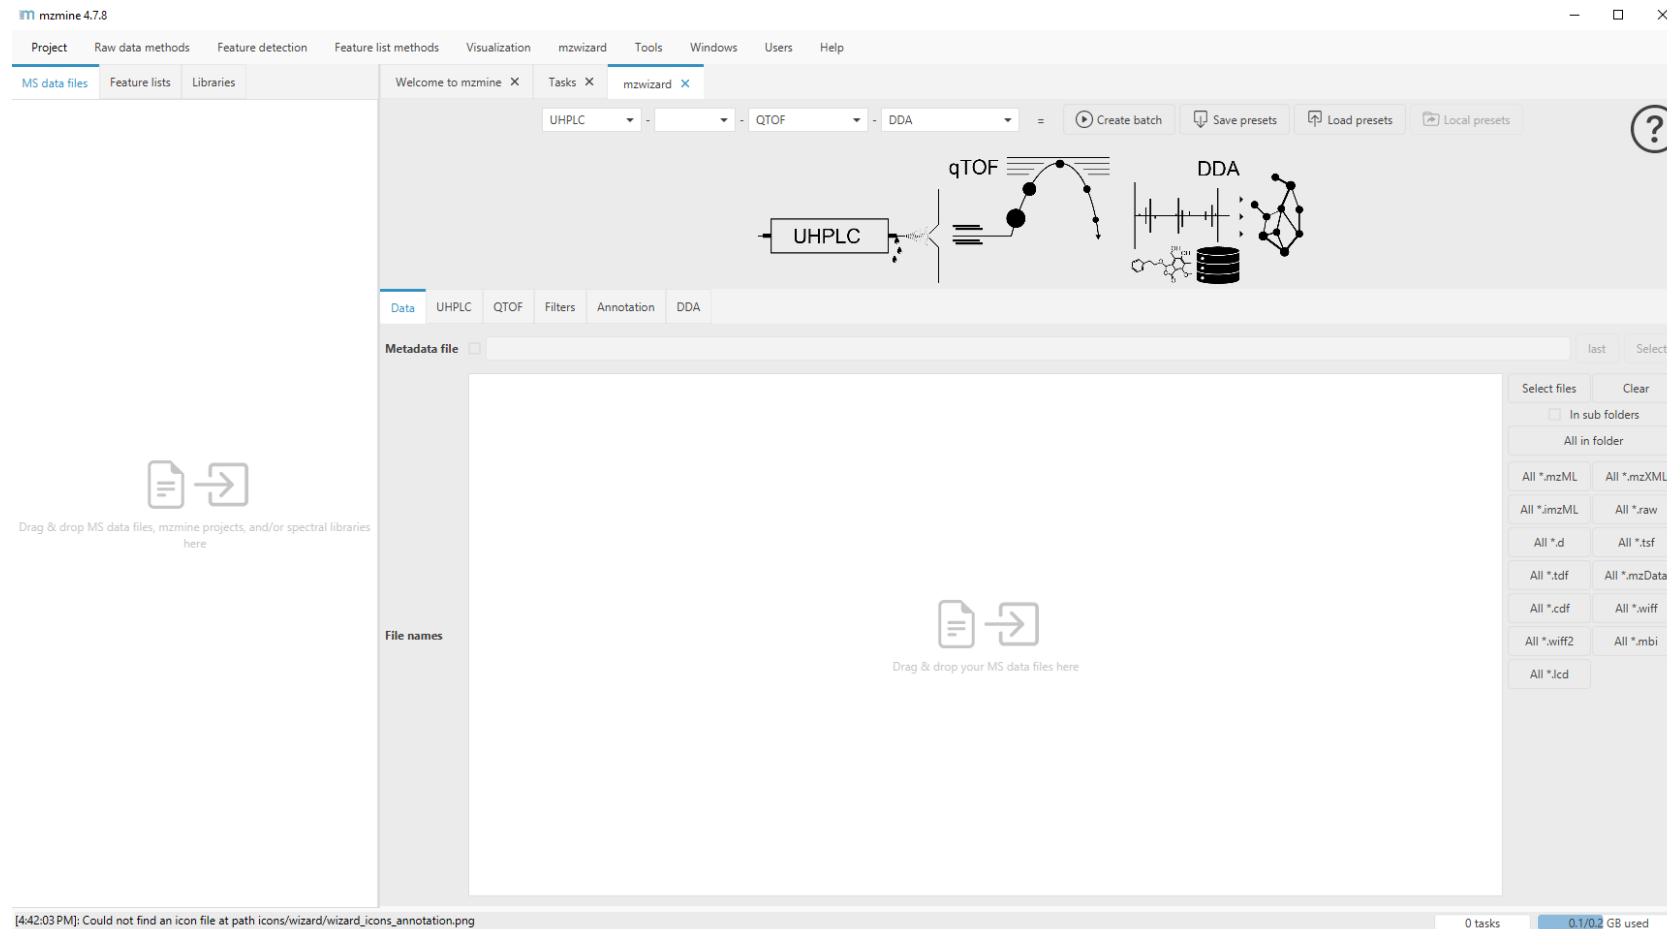 mzmine 4.7.8
Project Raw data methods Feature detection Feature list methods Visualization mzwizard Tools Windows Users Help
MS data files Feature lists Libraries
Welcome to mzmine Tasks mzwizard
UHPLC - - QTOF - DDA = Create batch Save presets Load presets Local presets
?
qTOF DDA
UHPLC
Data UHPLC QTOF Filters Annotation DDA
Metadata file last Select
Select files Clear
In sub folders
All in folder
All *.mzML All *.mzXML
All *.imzML All *.raw
All *.d All *.tsf
All *.tdf All *.mzData
All *.cdf All *.wiff
All *.wiff2 All *.mbi
All *.lcd
Drag & drop MS data files, mzmine projects, and/or spectral libraries
here
File names
Drag & drop your MS data files here
[4:42:03 PM]: Could not find an icon file at path icons/wizard/wizard_icons_annotation.png
0 tasks 0.1/0.2 GB used